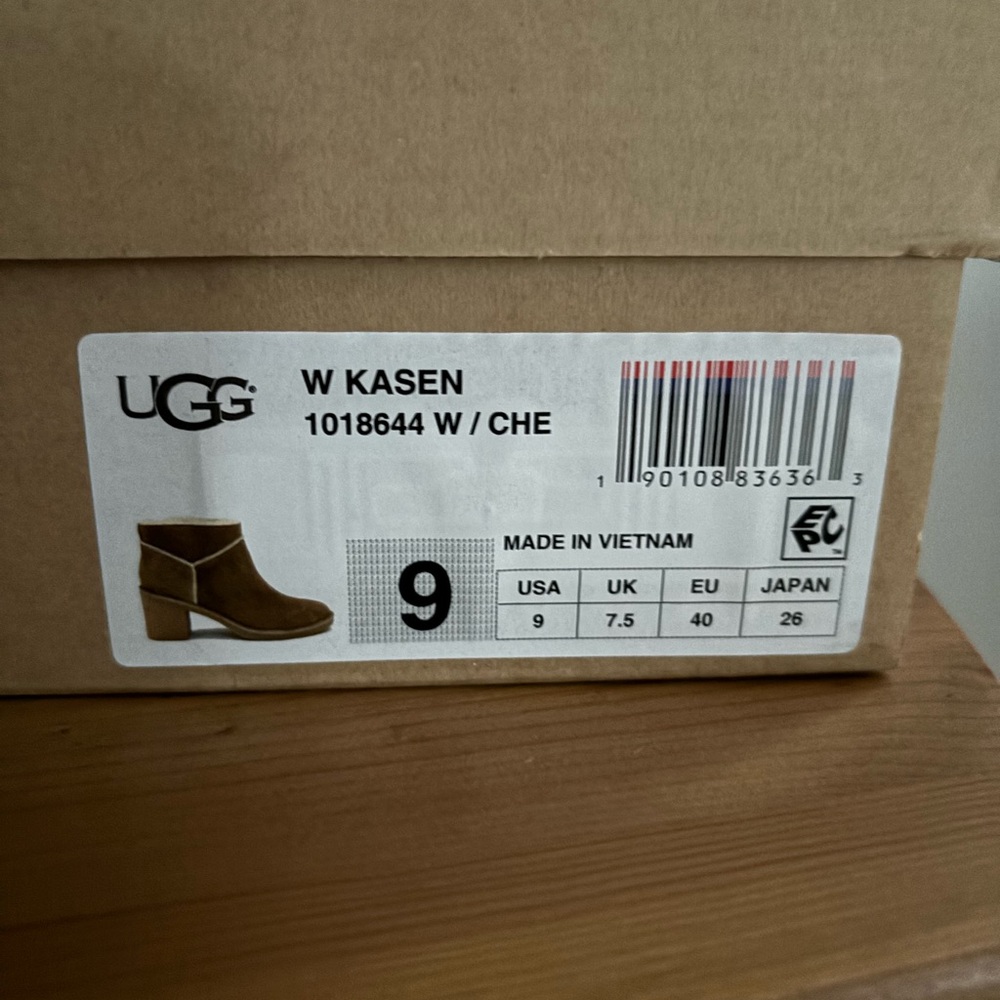 UGG®
W KASEN
1018644 W / CHE
1 90108 83636 3
EPC™
MADE IN VIETNAM
9
USA UK EU JAPAN
9 7.5 40 26